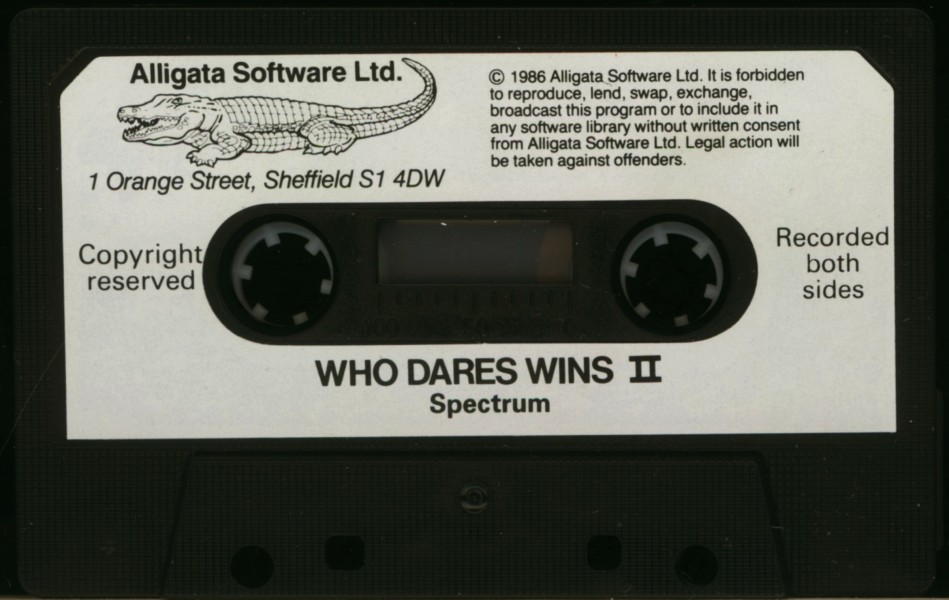 Alligata Software Ltd.
1 Orange Street, Sheffield S1 4DW
© 1986 Alligata Software Ltd. It is forbidden
to reproduce, lend, swap, exchange,
broadcast this program or to include it in
any software library without written consent
from Alligata Software Ltd. Legal action will
be taken against offenders.
Copyright
reserved
Recorded
both
sides
WHO DARES WINS II
Spectrum